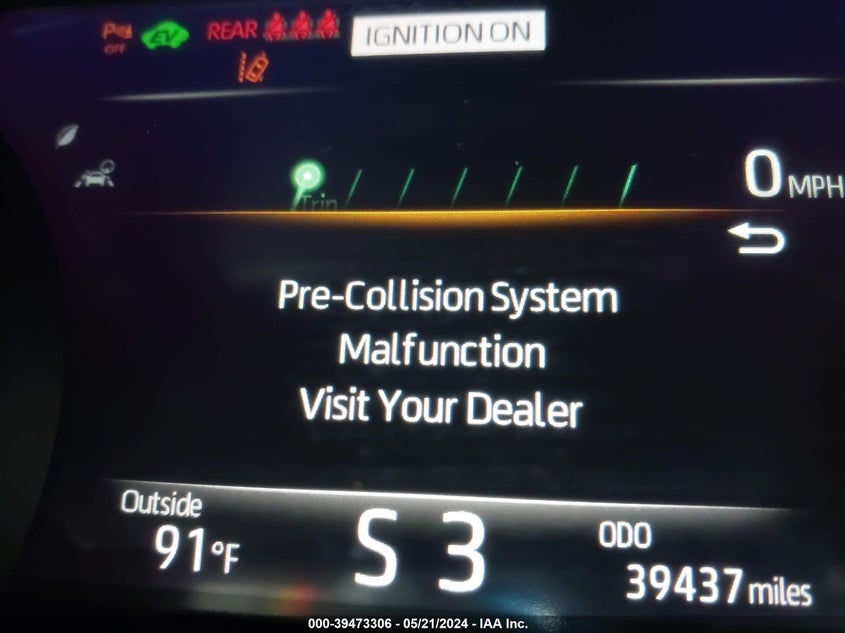 P
OFF
EV
REAR
IGNITION ON
0 MPH
Trip
Pre-Collision System
Malfunction
Visit Your Dealer
Outside
91°F
S 3
ODO
39437 miles
000-39473306 - 05/21/2024 - IAA Inc.